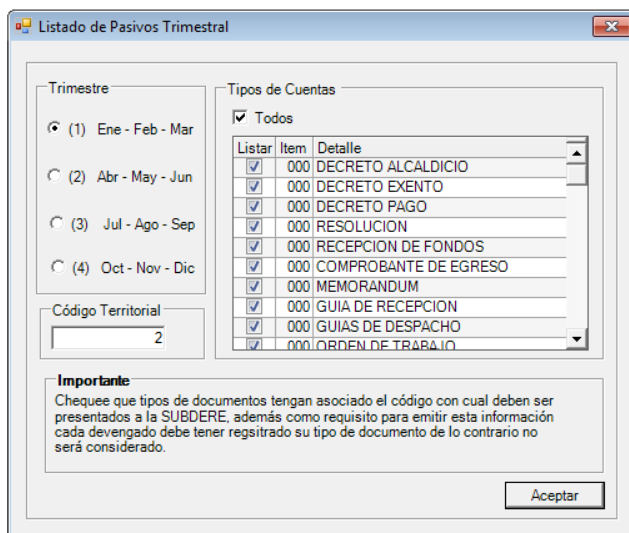 Listado de Pasivos Trimestral
Trimestre
(1) Ene - Feb - Mar
(2) Abr - May - Jun
(3) Jul - Ago - Sep
(4) Oct - Nov - Dic
Código Territorial
2
Tipos de Cuentas
Todos
Listar Item Detalle
000 DECRETO ALCALDICIO
000 DECRETO EXENTO
000 DECRETO PAGO
000 RESOLUCION
000 RECEPCION DE FONDOS
000 COMPROBANTE DE EGRESO
000 MEMORANDUM
000 GUIA DE RECEPCION
000 GUIAS DE DESPACHO
000 ORDEN DE TRABAJO
Importante
Chequee que tipos de documentos tengan asociado el código con cual deben ser
presentados a la SUBDERE, además como requisito para emitir esta información
cada devengado debe tener regsitrado su tipo de documento de lo contrario no
será considerado.
Aceptar